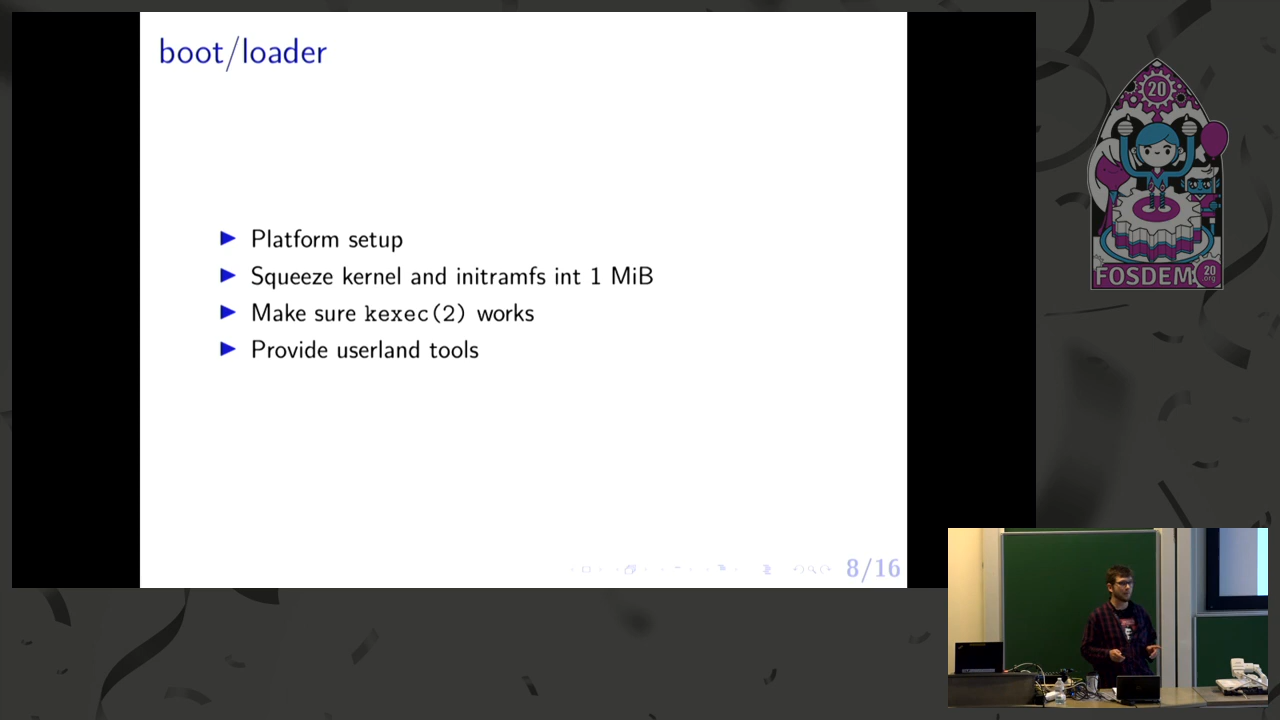 boot/loader
Platform setup
Squeeze kernel and initramfs int 1 MiB
Make sure kexec(2) works
Provide userland tools
8/16
20
FOSDEM
20
org